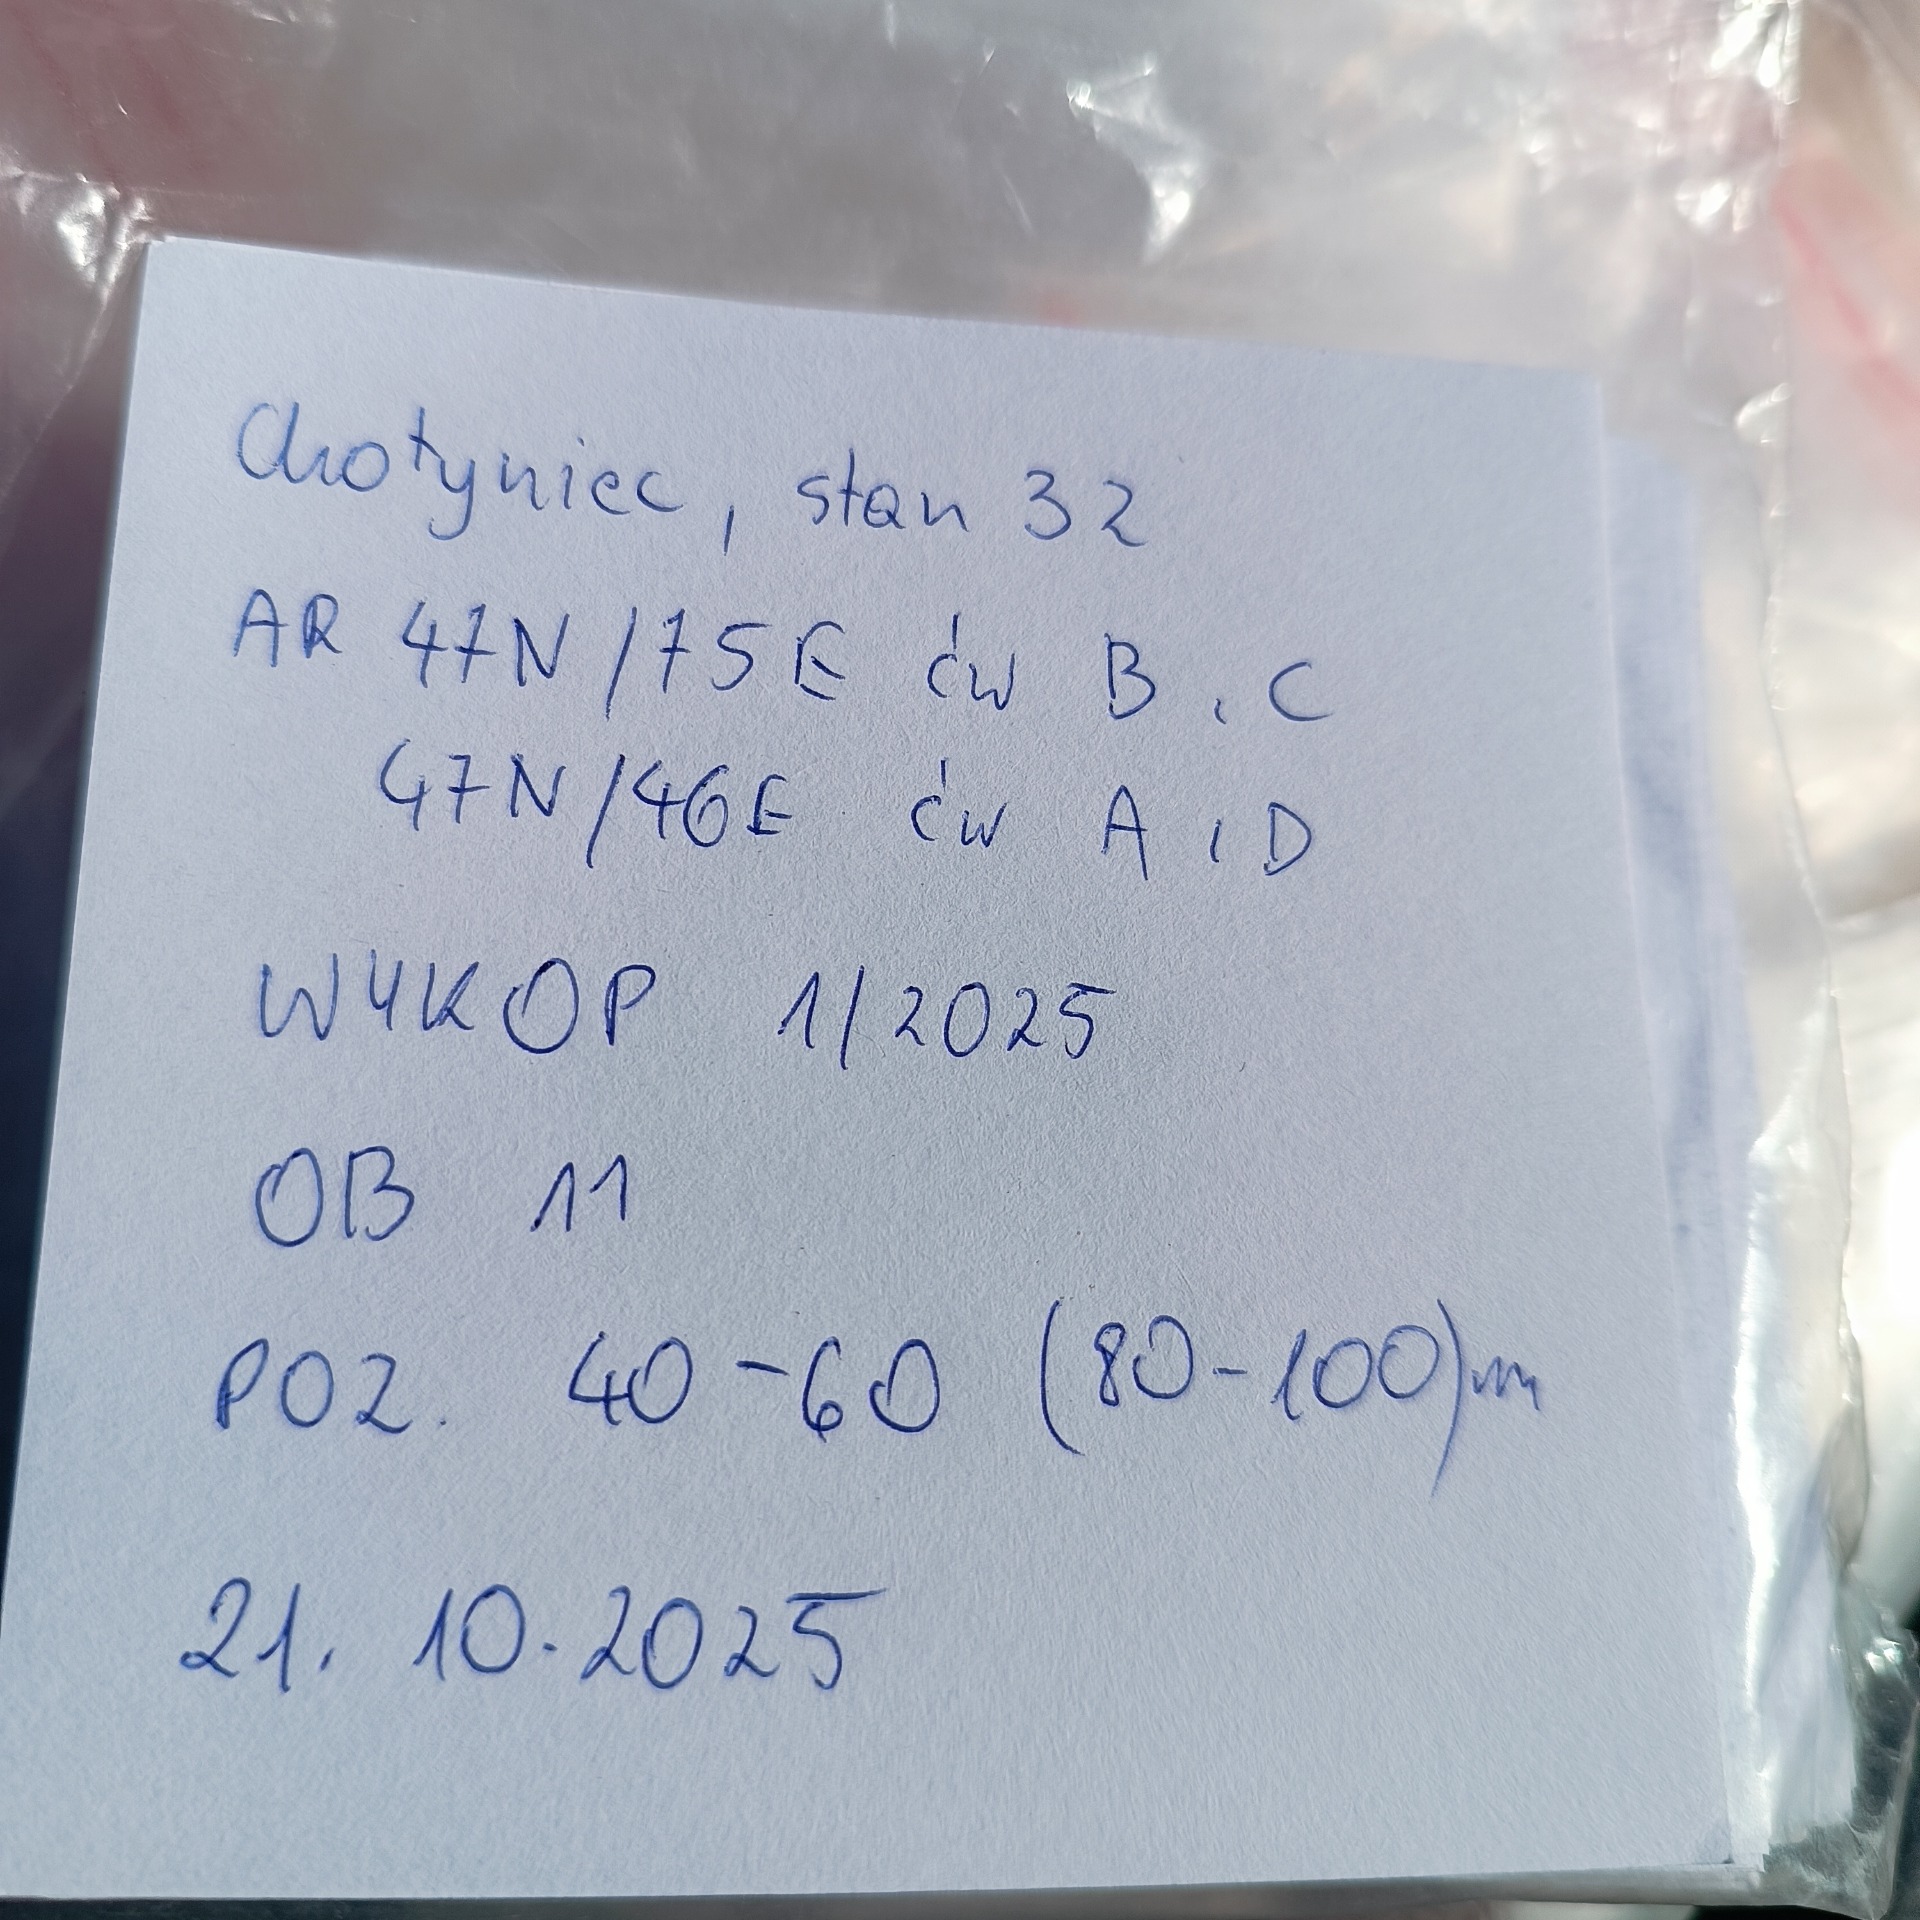 Chotyniec, stan 32
AR 47N/75E ćw B i C
47N/46E ćw A i D
WYKOP 1/2025
OB 11
POZ. 40-60 (80-100)m
21.10.2025